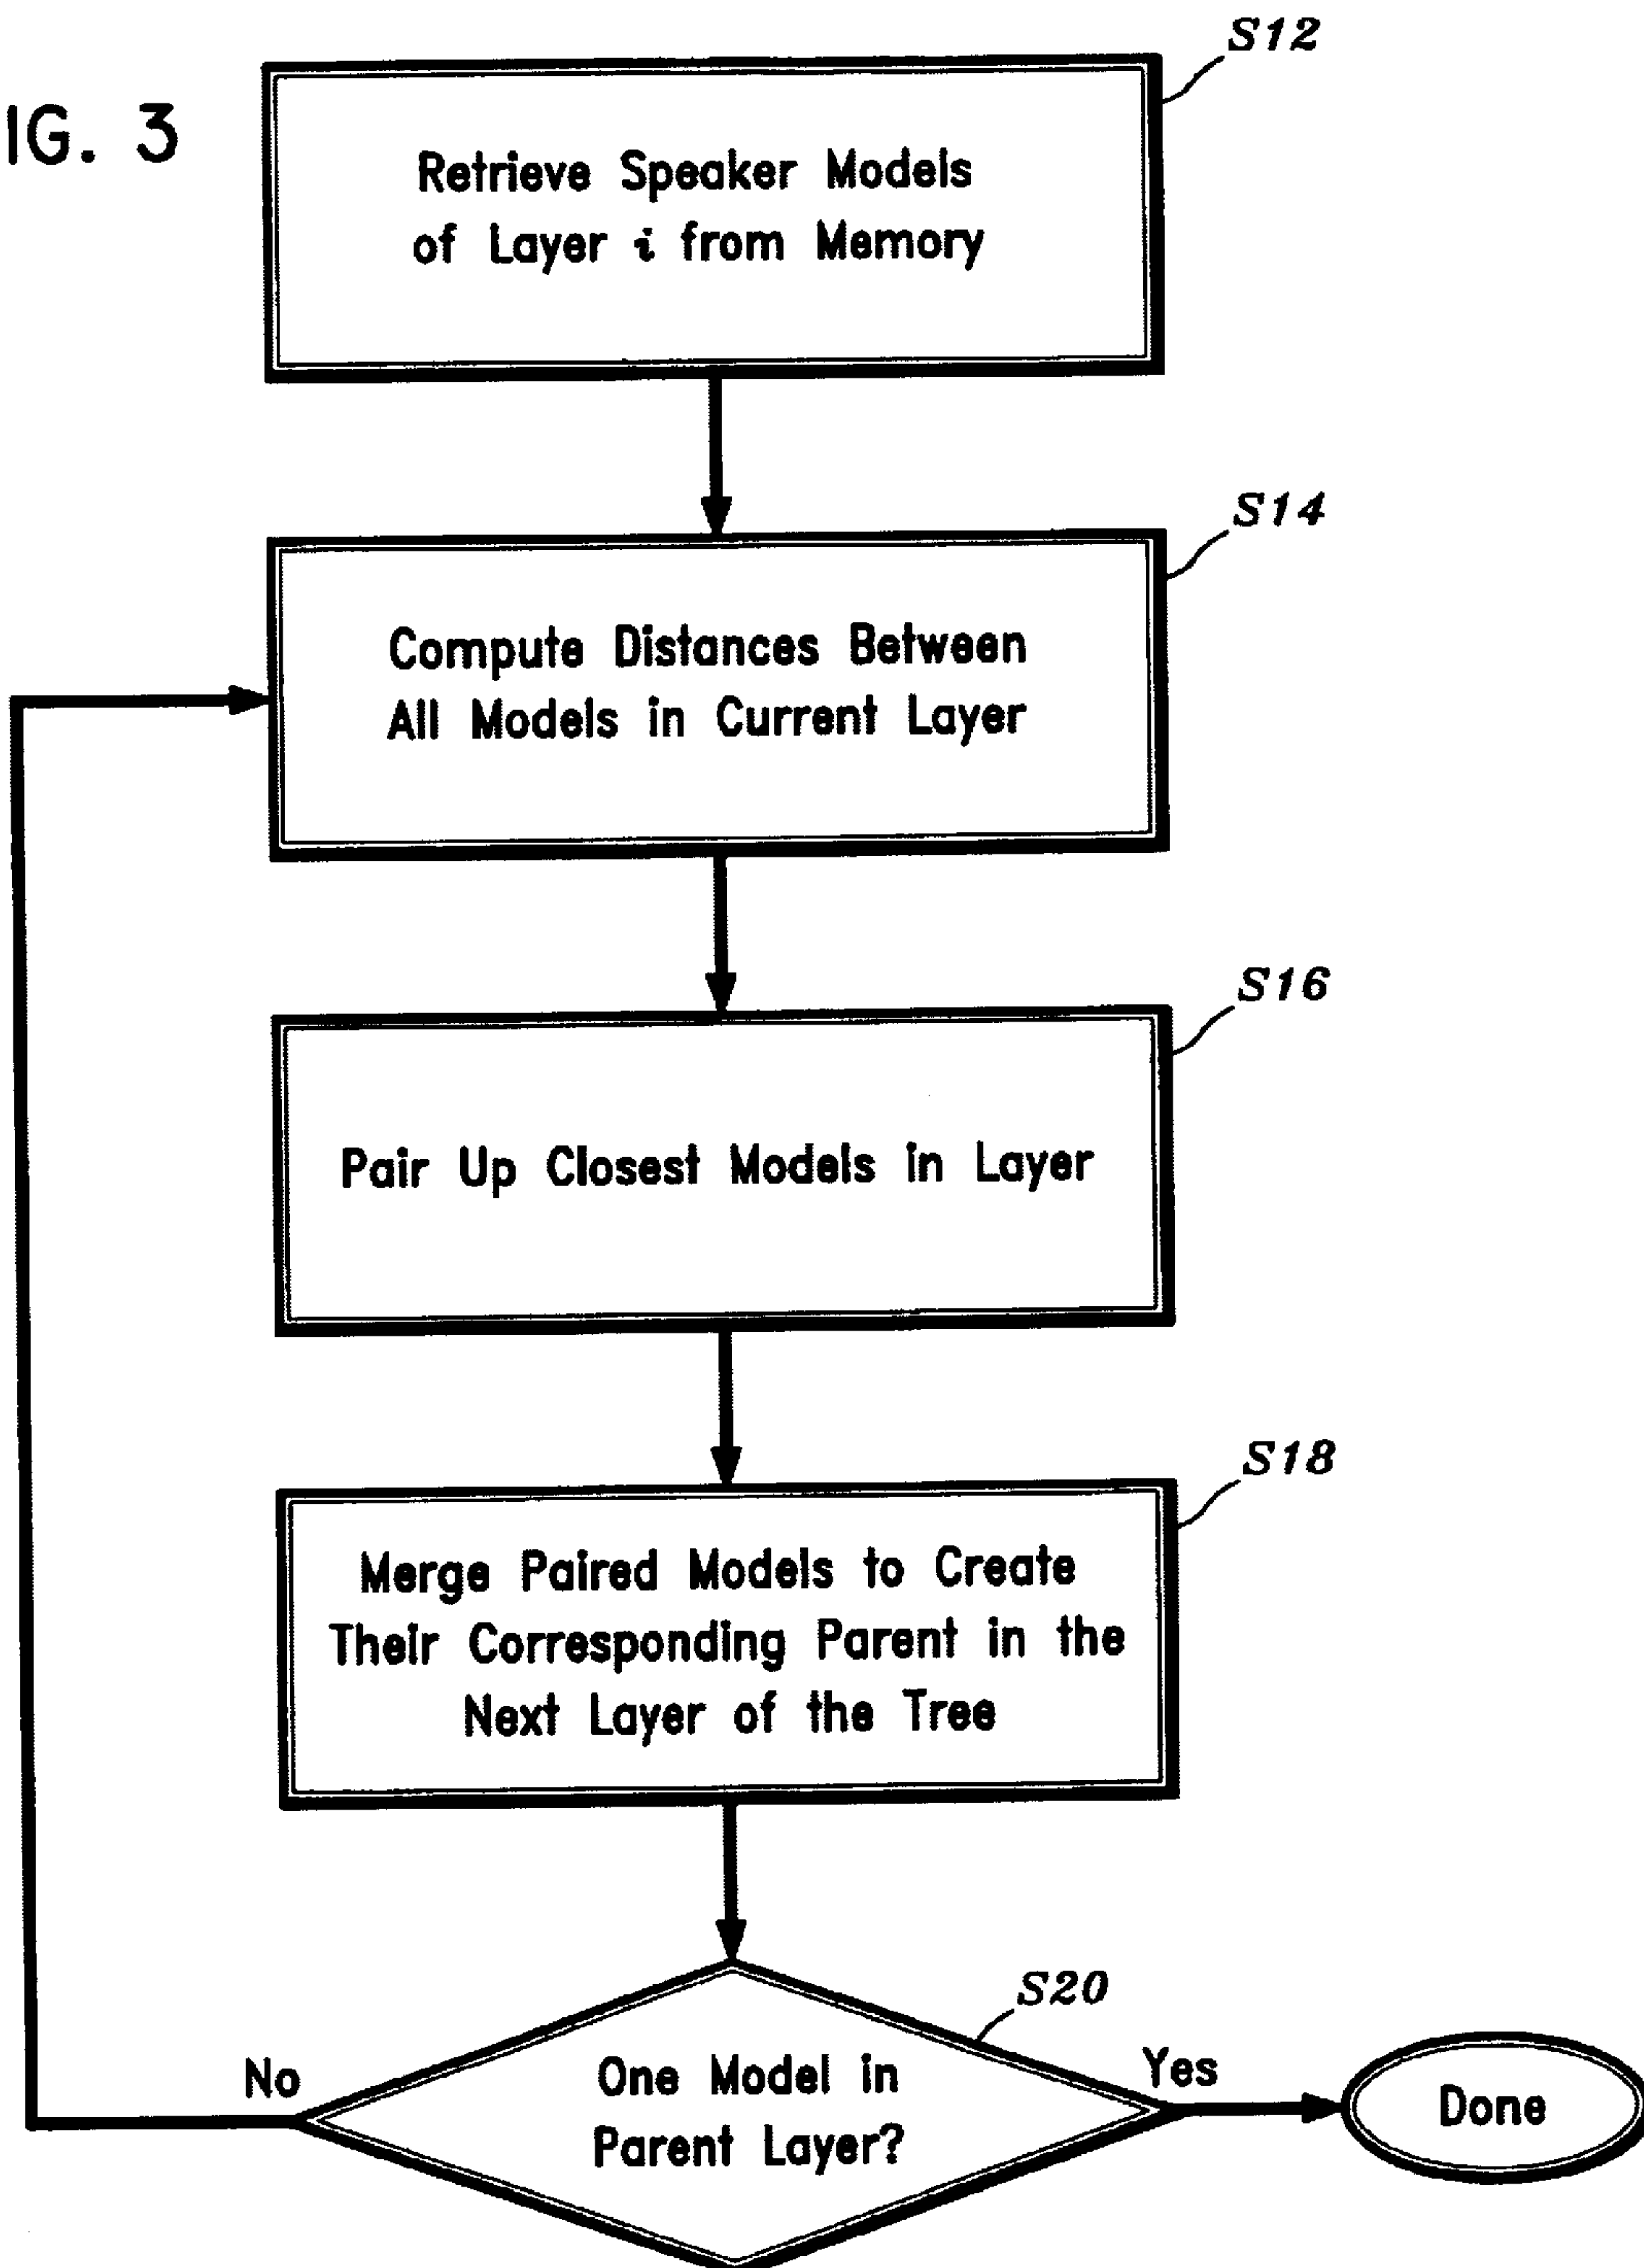 IG. 3
S12
Retrieve Speaker Models
of Layer i from Memory
S14
Compute Distances Between
All Models in Current Layer
S16
Pair Up Closest Models in Layer
S18
Merge Paired Models to Create
Their Corresponding Parent in the
Next Layer of the Tree
S20
No
One Model in
Parent Layer?
Yes
Done